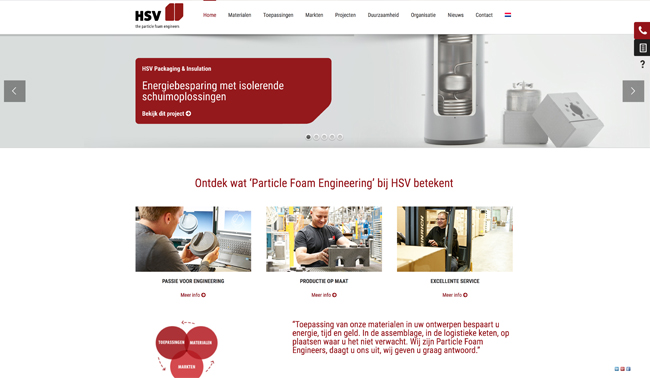 HSV
the particle foam engineers
Home Materialen Toepassingen Markten Projecten Duurzaamheid Organisatie Nieuws Contact
?
HSV Packaging & Insulation
Energiebesparing met isolerende
schuimoplossingen
Bekijk dit project
Ontdek wat ‘Particle Foam Engineering’ bij HSV betekent
PASSIE VOOR ENGINEERING
Meer info
PRODUCTIE OP MAAT
Meer info
EXCELLENTE SERVICE
Meer info
TOEPASSINGEN
MATERIALEN
MARKTEN
“Toepassing van onze materialen in uw ontwerpen bespaart u
energie, tijd en geld. In de assemblage, in de logistieke keten, op
plaatsen waar u het niet verwacht. Wij zijn Particle Foam
Engineers, daagt u ons uit, wij geven u graag antwoord.”